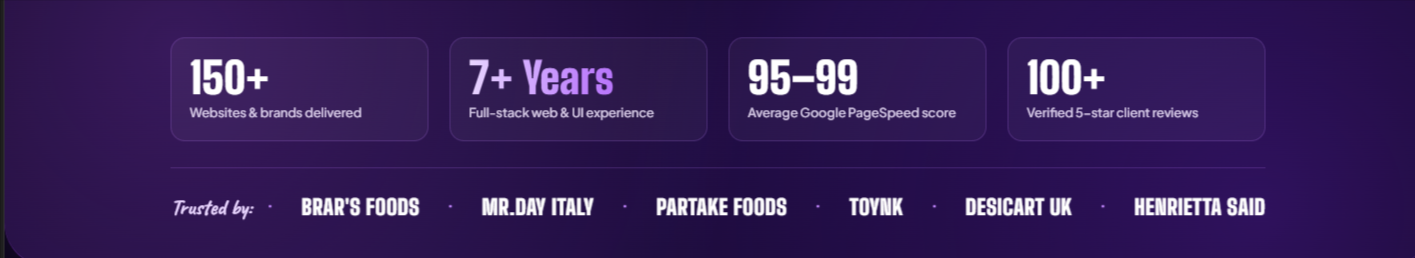 150+
Websites & brands delivered
7+ Years
Full-stack web & UI experience
95–99
Average Google PageSpeed score
100+
Verified 5-star client reviews
Trusted by: · BRAR'S FOODS · MR.DAY ITALY · PARTAKE FOODS · TOYNK · DESICART UK · HENRIETTA SAID